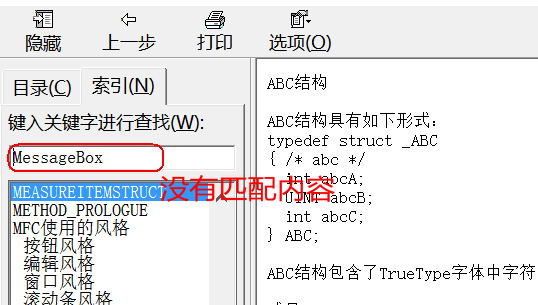 隐藏 上一步 打印 选项(O)
目录(C) 索引(N)
键入关键字进行查找(W):
MessageBox
没有匹配内容
MEASUREITEMSTRUCT
METHOD_PROLOGUE
MFC使用的风格
按钮风格
编辑风格
窗口风格
滚动条风格
ABC结构
ABC结构具有如下形式：
typedef struct _ABC
{ /* abc */
int abcA;
UINT abcB;
int abcC;
} ABC;
ABC结构包含了TrueType字体中字符